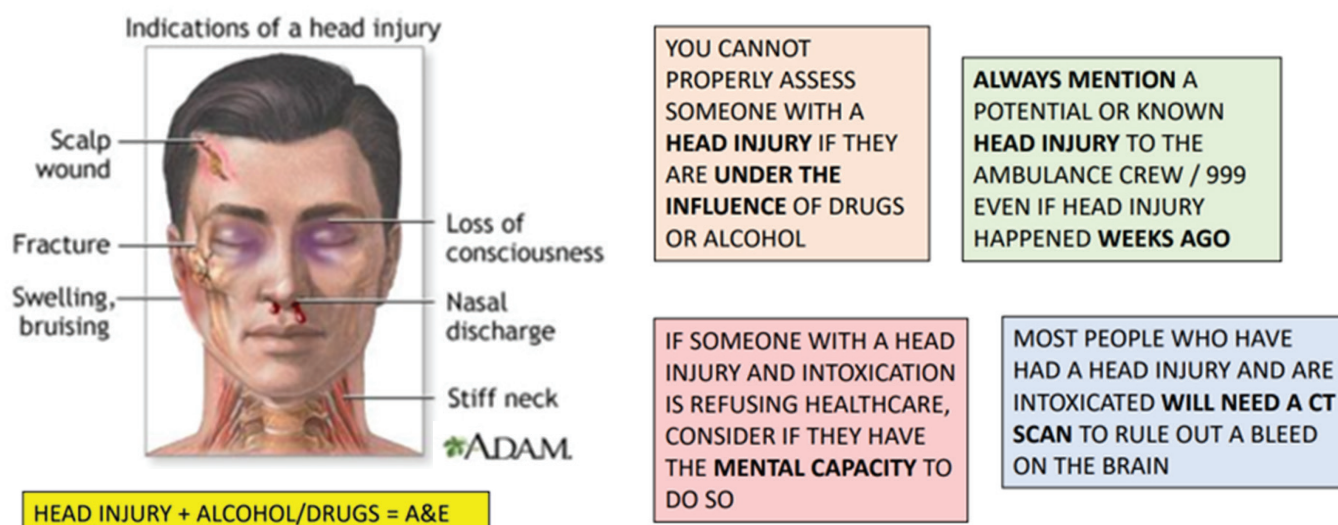 Indications of a head injury
Scalp
wound
Fracture
Swelling,
bruising
Loss of
consciousness
Nasal
discharge
Stiff neck
ADAM.
HEAD INJURY + ALCOHOL/DRUGS = A&E
YOU CANNOT
PROPERLY ASSESS
SOMEONE WITH A
HEAD INJURY IF THEY
ARE UNDER THE
INFLUENCE OF DRUGS
OR ALCOHOL
ALWAYS MENTION A
POTENTIAL OR KNOWN
HEAD INJURY TO THE
AMBULANCE CREW / 999
EVEN IF HEAD INJURY
HAPPENED WEEKS AGO
IF SOMEONE WITH A HEAD
INJURY AND INTOXICATION
IS REFUSING HEALTHCARE,
CONSIDER IF THEY HAVE
THE MENTAL CAPACITY TO
DO SO
MOST PEOPLE WHO HAVE
HAD A HEAD INJURY AND ARE
INTOXICATED WILL NEED A CT
SCAN TO RULE OUT A BLEED
ON THE BRAIN